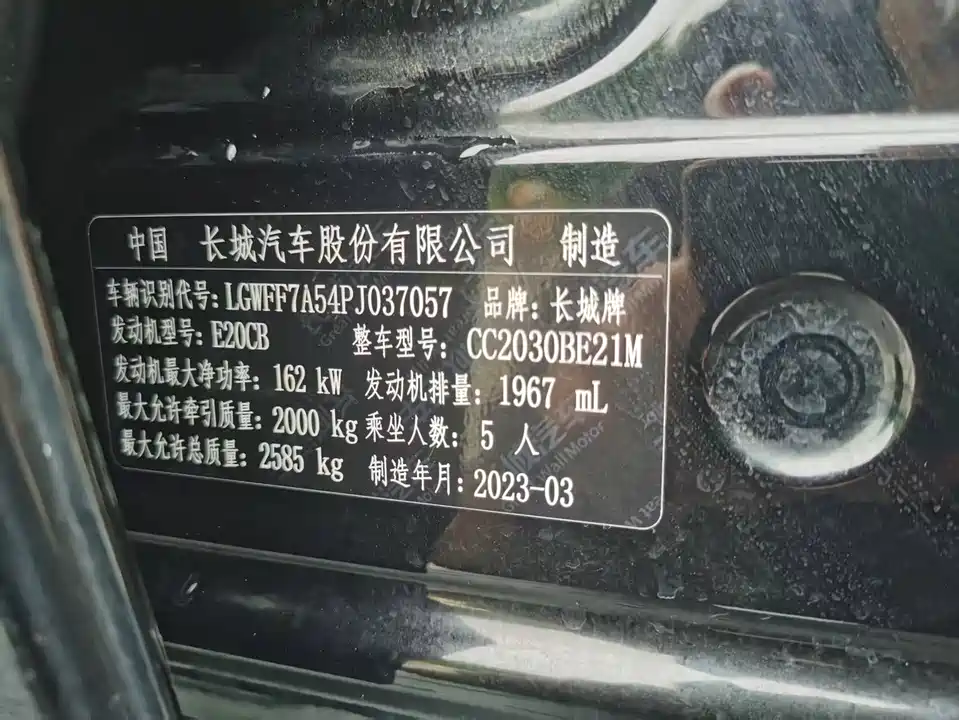 中国 长城汽车股份有限公司 制造
车辆识别代号: LGWFF7A54PJ037057 品牌: 长城牌
发动机型号: E20CB 整车型号: CC2030BE21M
发动机最大净功率: 162 kW 发动机排量: 1967 mL
最大允许牵引质量: 2000 kg 乘坐人数: 5 人
最大允许总质量: 2585 kg 制造年月: 2023-03